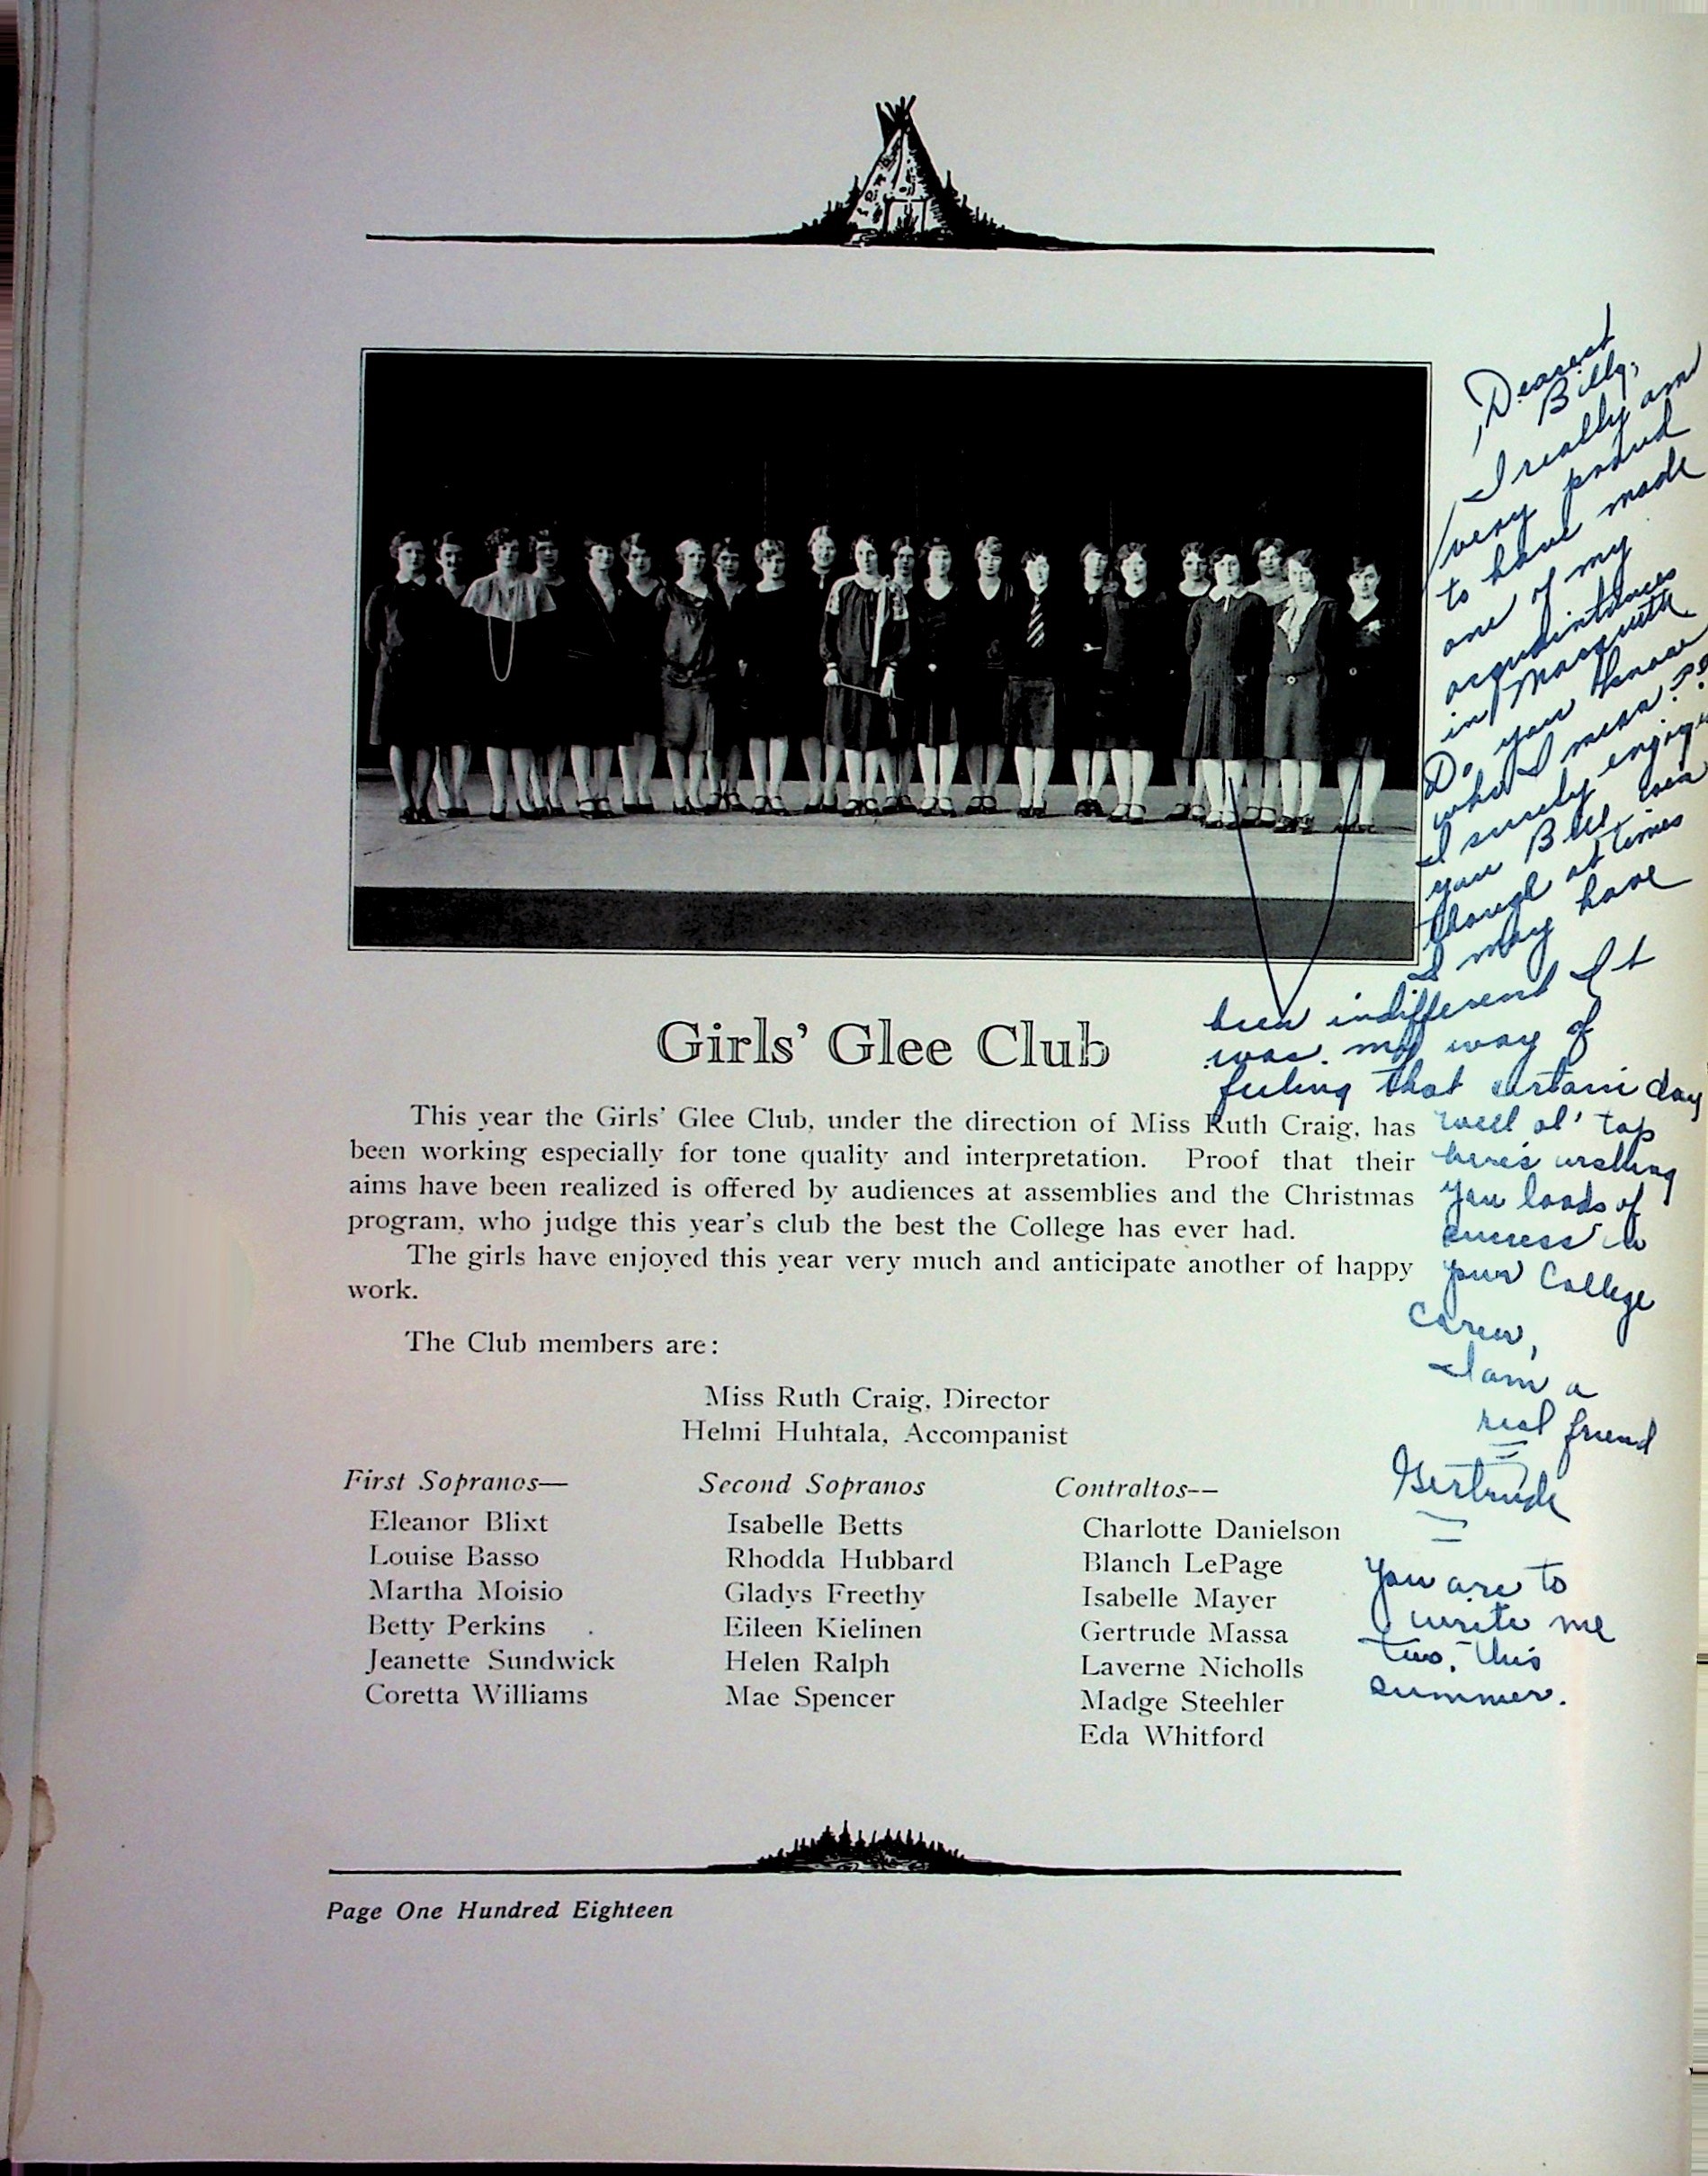 Dearest
Billy,
I really am
very proud
to have made
one of my
acquaintances
in Marquette
Do you know
who I mean??
I surely enjoy
you Bill even
though at times
I may have
been indifferent It
was my way of
feeling that certain day
Girls' Glee Club
This year the Girls' Glee Club, under the direction of Miss Ruth Craig, has
been working especially for tone quality and interpretation. Proof that their
aims have been realized is offered by audiences at assemblies and the Christmas
program, who judge this year's club the best the College has ever had.
The girls have enjoyed this year very much and anticipate another of happy
work.
well ol' top
here's wishing
you loads of
success in
your College
Career,
I am a
real friend
Gertrude
You are to
write me
two, this
summer.
The Club members are:
Miss Ruth Craig, Director
Helmi Huhtala, Accompanist
First Sopranos—
Eleanor Blixt
Louise Basso
Martha Moisio
Betty Perkins
Jeanette Sundwick
Coretta Williams
Second Sopranos
Isabelle Betts
Rhodda Hubbard
Gladys Freethy
Eileen Kielinen
Helen Ralph
Mae Spencer
Contraltos--
Charlotte Danielson
Blanch LePage
Isabelle Mayer
Gertrude Massa
Laverne Nicholls
Madge Steehler
Eda Whitford
Page One Hundred Eighteen